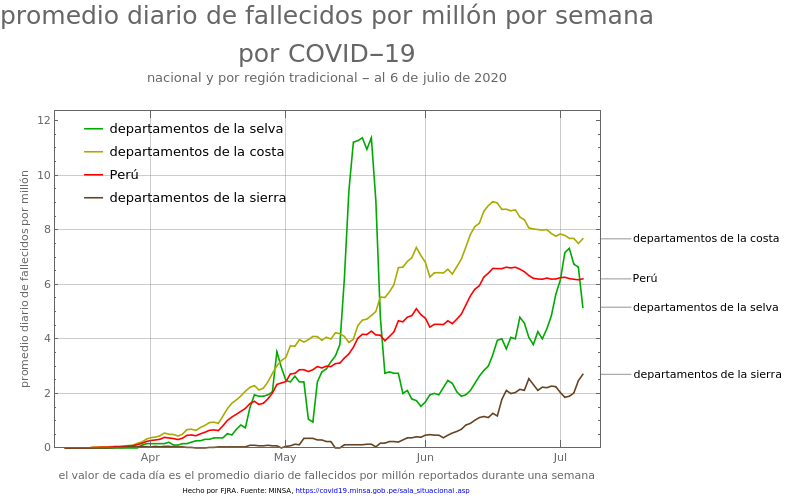 promedio diario de fallecidos por millón por semana
por COVID−19
nacional y por región tradicional − al 6 de julio de 2020
promedio diario de fallecidos por millón
12
10
8
6
4
2
0
departamentos de la selva
departamentos de la costa
Perú
departamentos de la sierra
departamentos de la costa
Perú
departamentos de la selva
departamentos de la sierra
Apr May Jun Jul
el valor de cada día es el promedio diario de fallecidos por millón reportados durante una semana
Hecho por FJRA. Fuente: MINSA, https://covid19.minsa.gob.pe/sala_situacional.asp